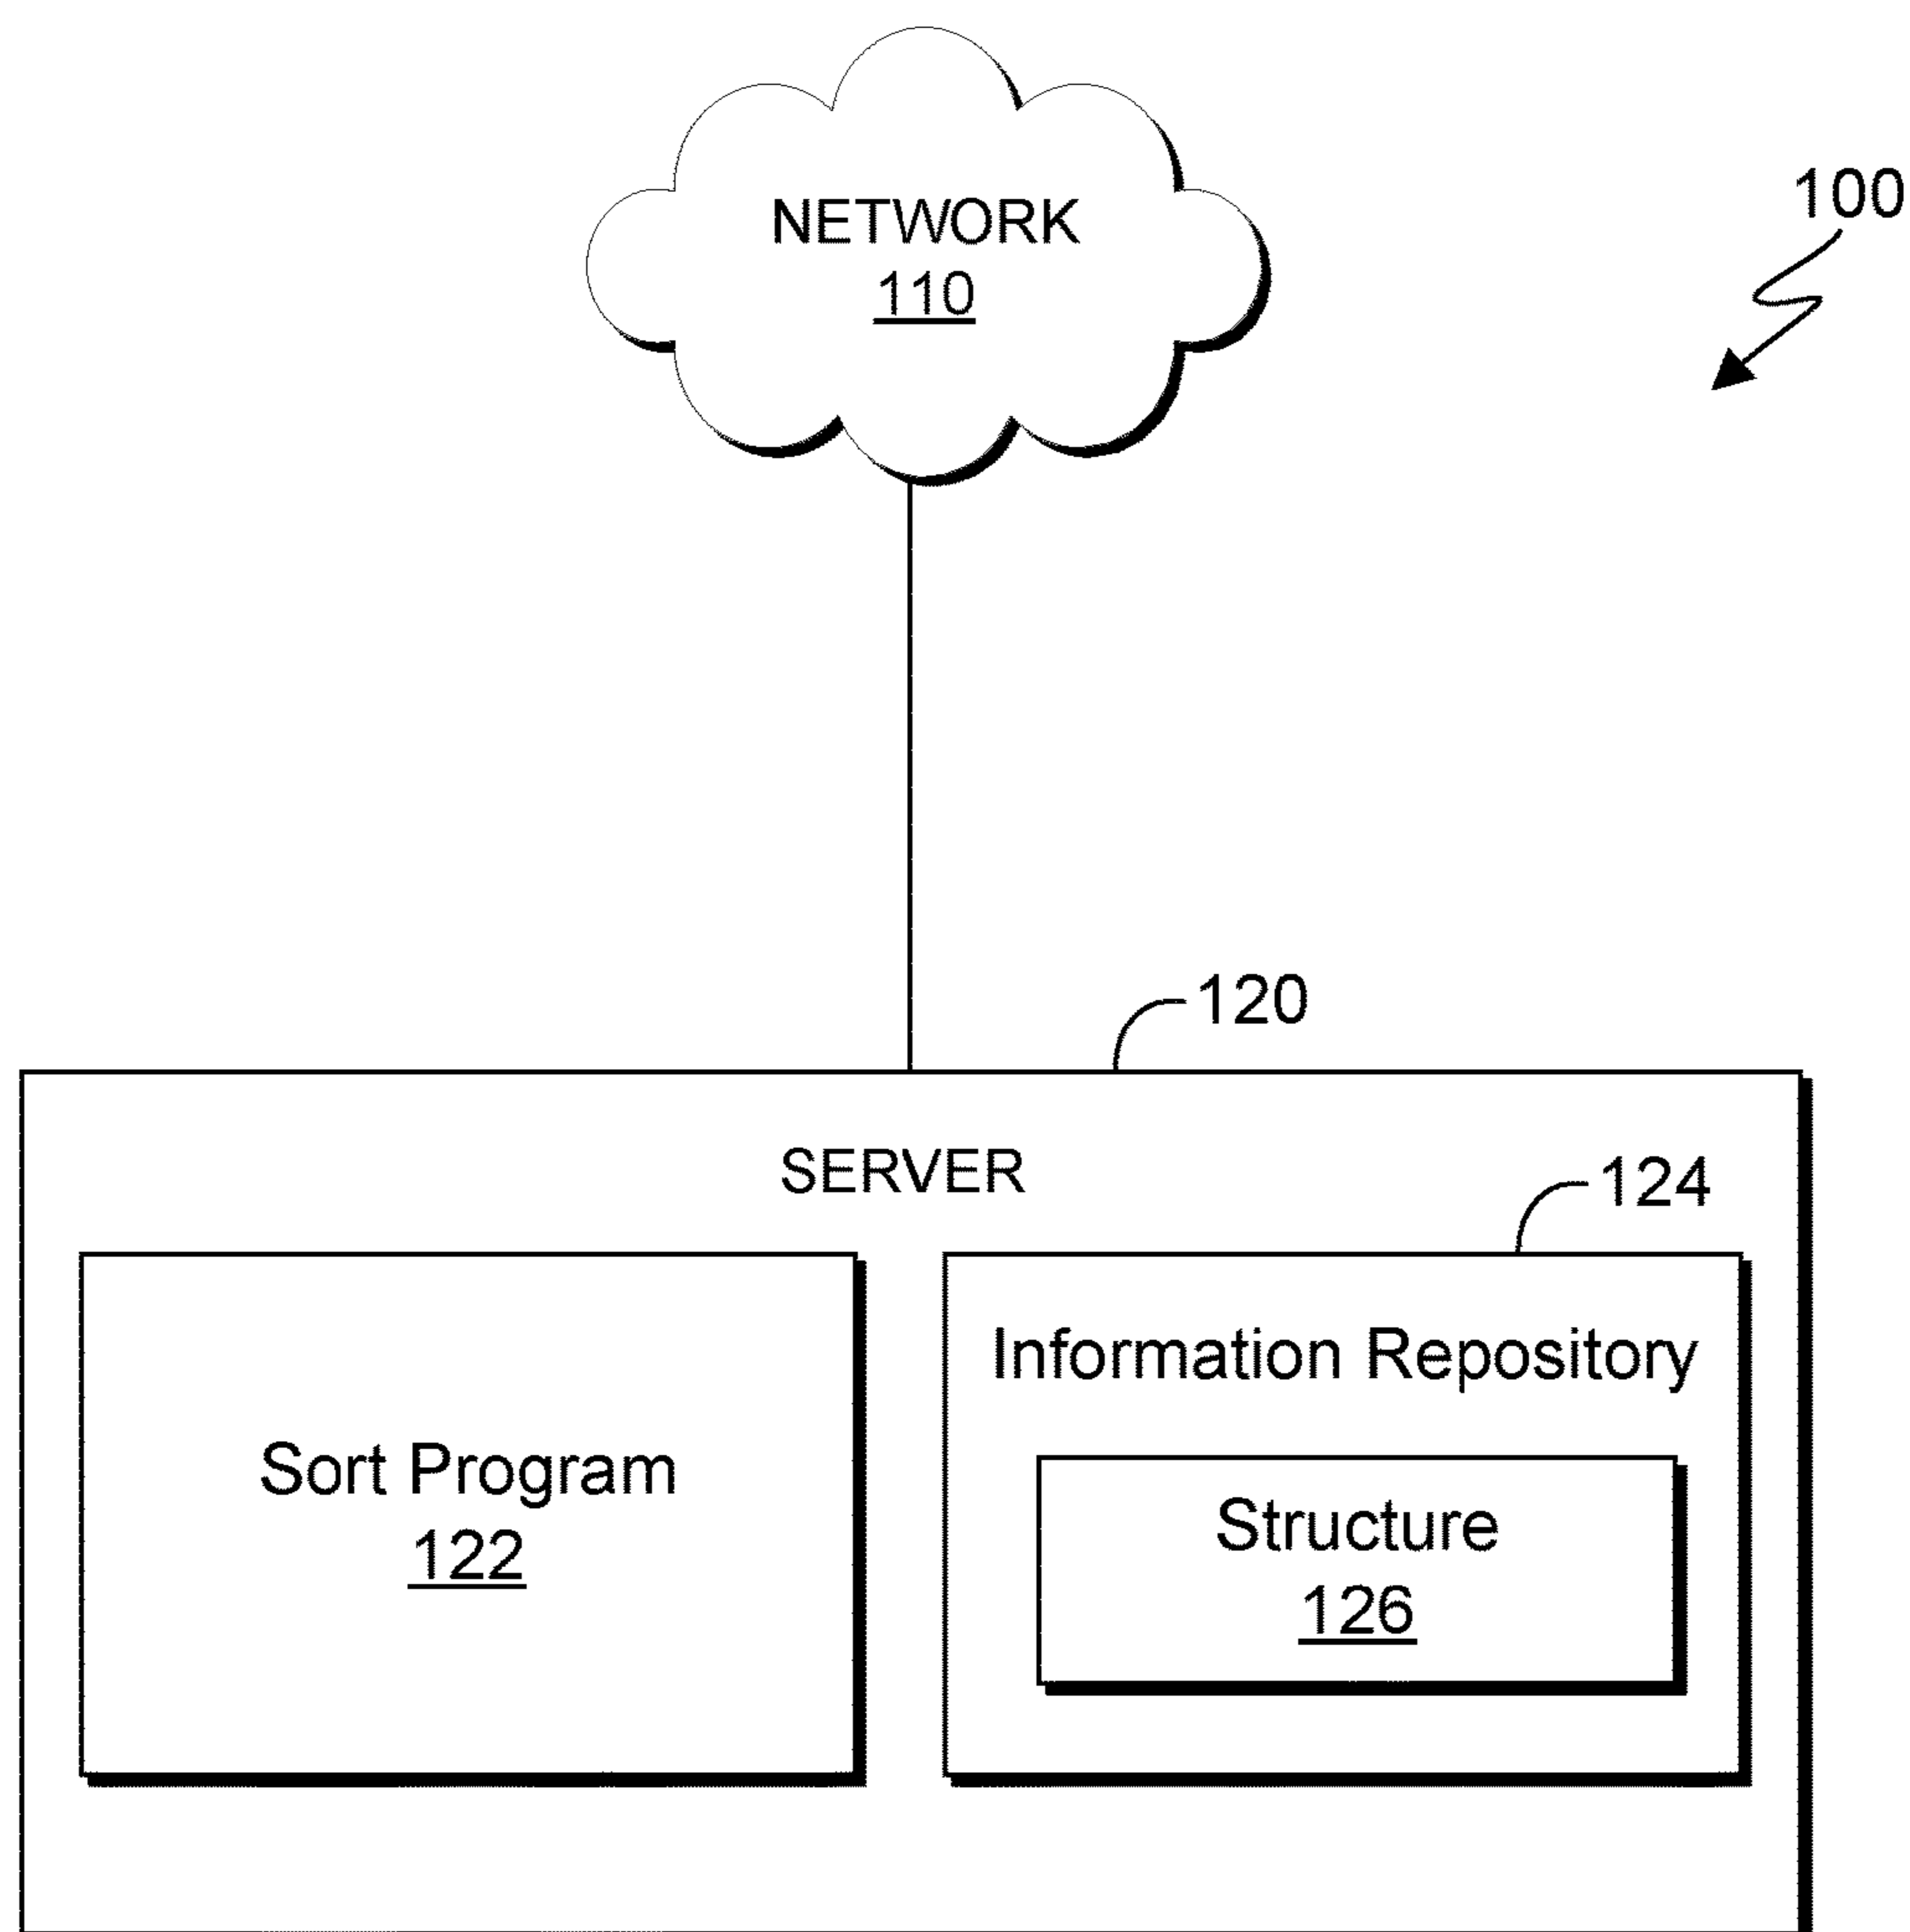 NETWORK
110
100
120
SERVER
124
Information Repository
Sort Program
122
Structure
126